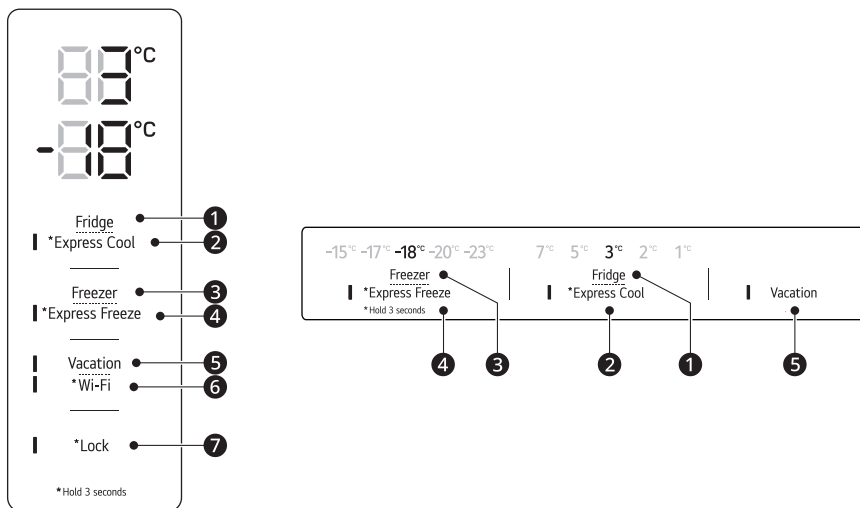 3°C
-18°C
Fridge 1
*Express Cool 2
Freezer 3
*Express Freeze 4
Vacation 5
*Wi-Fi 6
*Lock 7
*Hold 3 seconds
-15°C -17°C -18°C -20°C -23°C 7°C 5°C 3°C 2°C 1°C
Freezer Fridge
*Express Freeze *Express Cool Vacation
*Hold 3 seconds
4 3 2 1 5